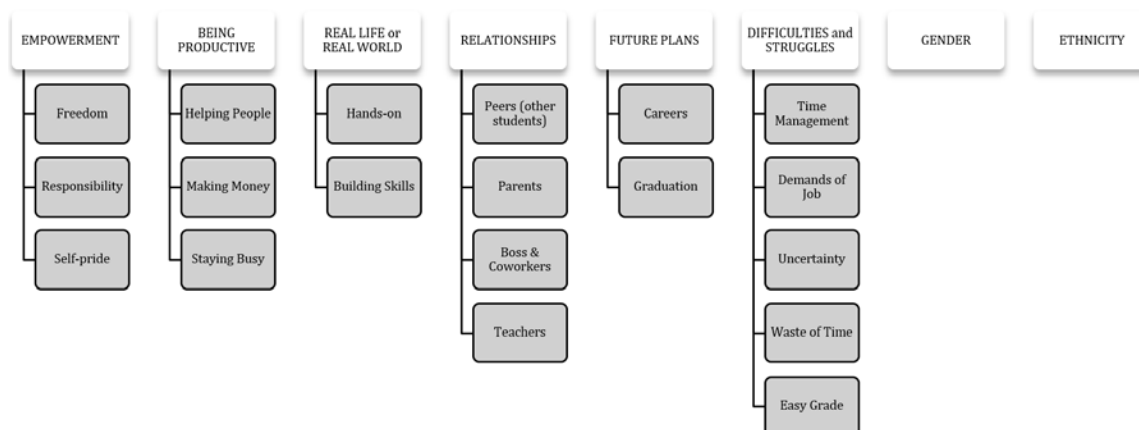 EMPOWERMENT
Freedom
Responsibility
Self-pride
BEING
PRODUCTIVE
Helping People
Making Money
Staying Busy
REAL LIFE or
REAL WORLD
Hands-on
Building Skills
RELATIONSHIPS
Peers (other
students)
Parents
Boss &
Coworkers
Teachers
FUTURE PLANS
Careers
Graduation
DIFFICULTIES and
STRUGGLES
Time
Management
Demands of
Job
Uncertainty
Waste of Time
Easy Grade
GENDER
ETHNICITY